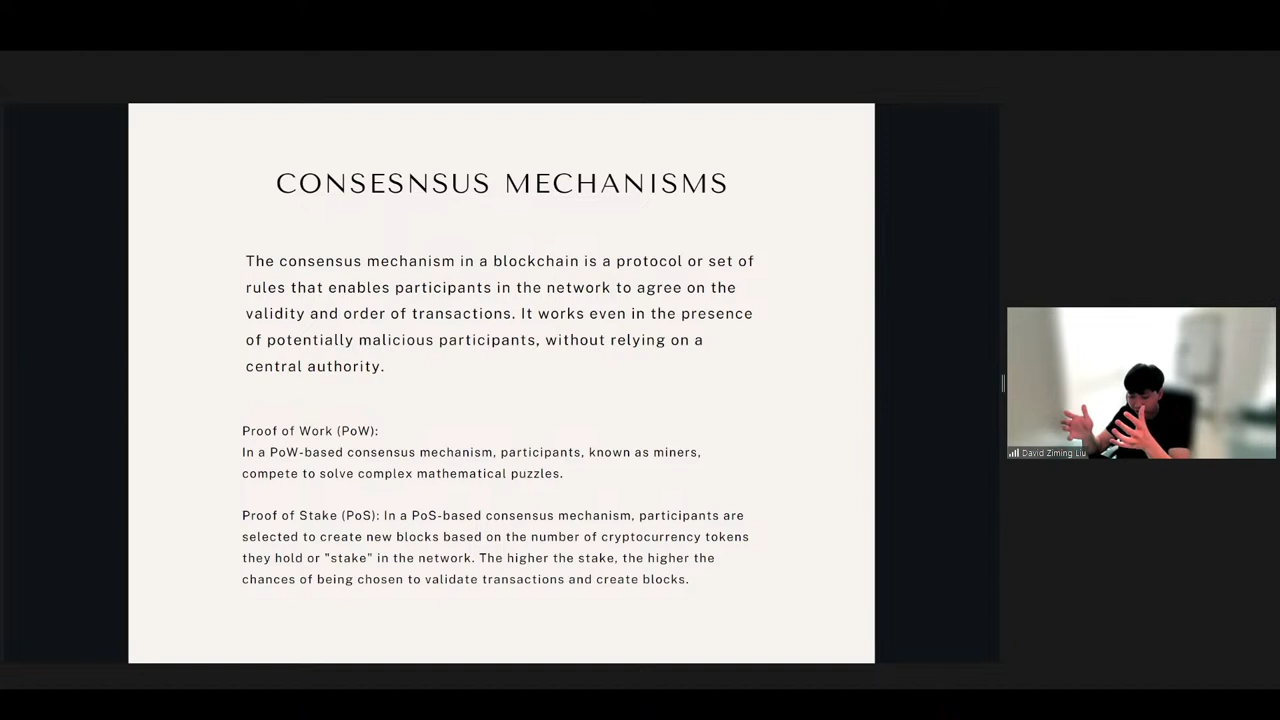 CONSESNSUS MECHANISMS
The consensus mechanism in a blockchain is a protocol or set of
rules that enables participants in the network to agree on the
validity and order of transactions. It works even in the presence
of potentially malicious participants, without relying on a
central authority.
Proof of Work (PoW):
In a PoW-based consensus mechanism, participants, known as miners,
compete to solve complex mathematical puzzles.
Proof of Stake (PoS): In a PoS-based consensus mechanism, participants are
selected to create new blocks based on the number of cryptocurrency tokens
they hold or "stake" in the network. The higher the stake, the higher the
chances of being chosen to validate transactions and create blocks.
David Ziming Liu